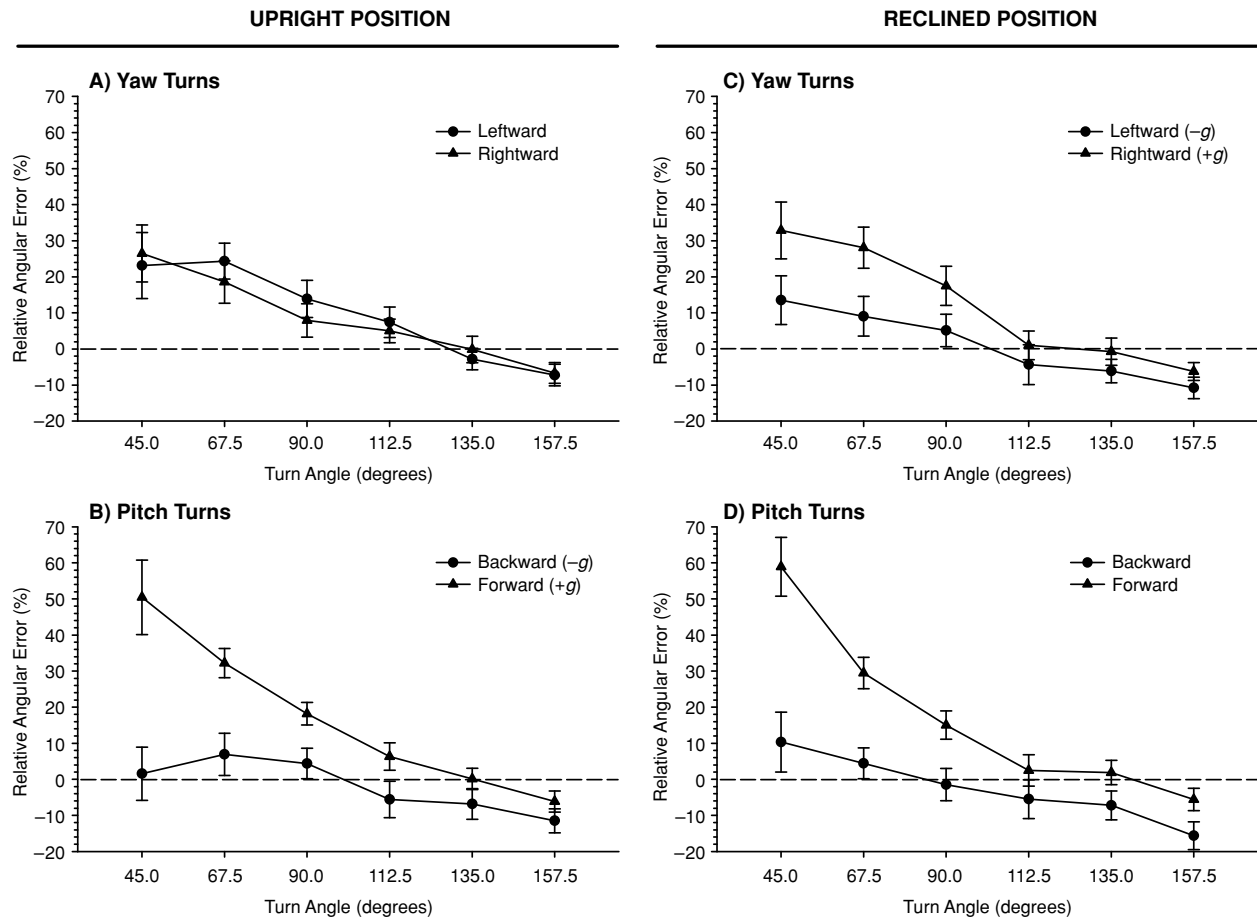 UPRIGHT POSITION
RECLINED POSITION
A) Yaw Turns
70
60
50
40
30
20
10
0
–10
–20
Relative Angular Error (%)
Leftward
Rightward
45.0 67.5 90.0 112.5 135.0 157.5
Turn Angle (degrees)
C) Yaw Turns
70
60
50
40
30
20
10
0
–10
–20
Relative Angular Error (%)
Leftward (–g)
Rightward (+g)
45.0 67.5 90.0 112.5 135.0 157.5
Turn Angle (degrees)
B) Pitch Turns
70
60
50
40
30
20
10
0
–10
–20
Relative Angular Error (%)
Backward (–g)
Forward (+g)
45.0 67.5 90.0 112.5 135.0 157.5
Turn Angle (degrees)
D) Pitch Turns
70
60
50
40
30
20
10
0
–10
–20
Relative Angular Error (%)
Backward
Forward
45.0 67.5 90.0 112.5 135.0 157.5
Turn Angle (degrees)